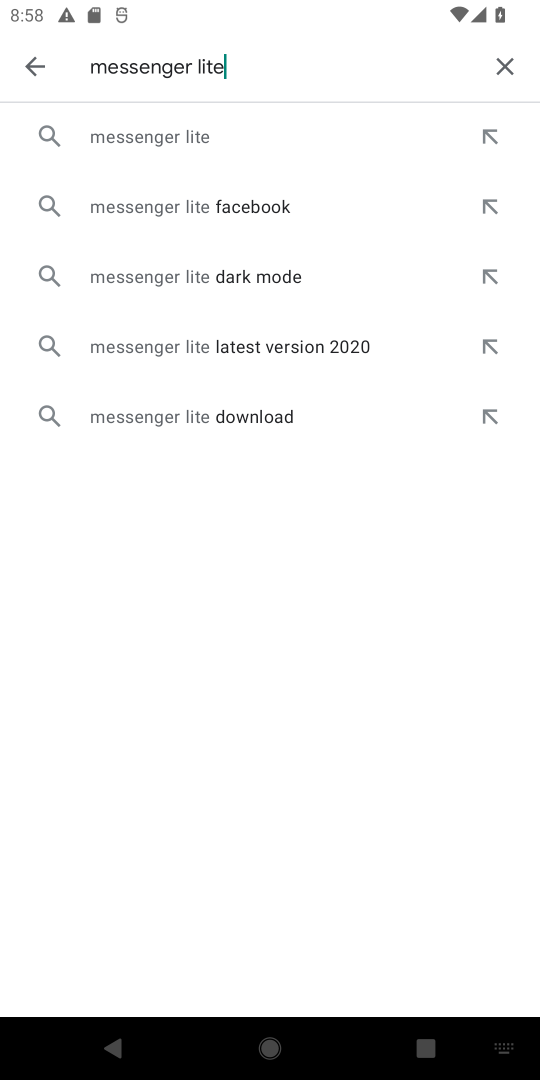 8:58
messenger lite
messenger lite
messenger lite facebook
messenger lite dark mode
messenger lite latest version 2020
messenger lite download